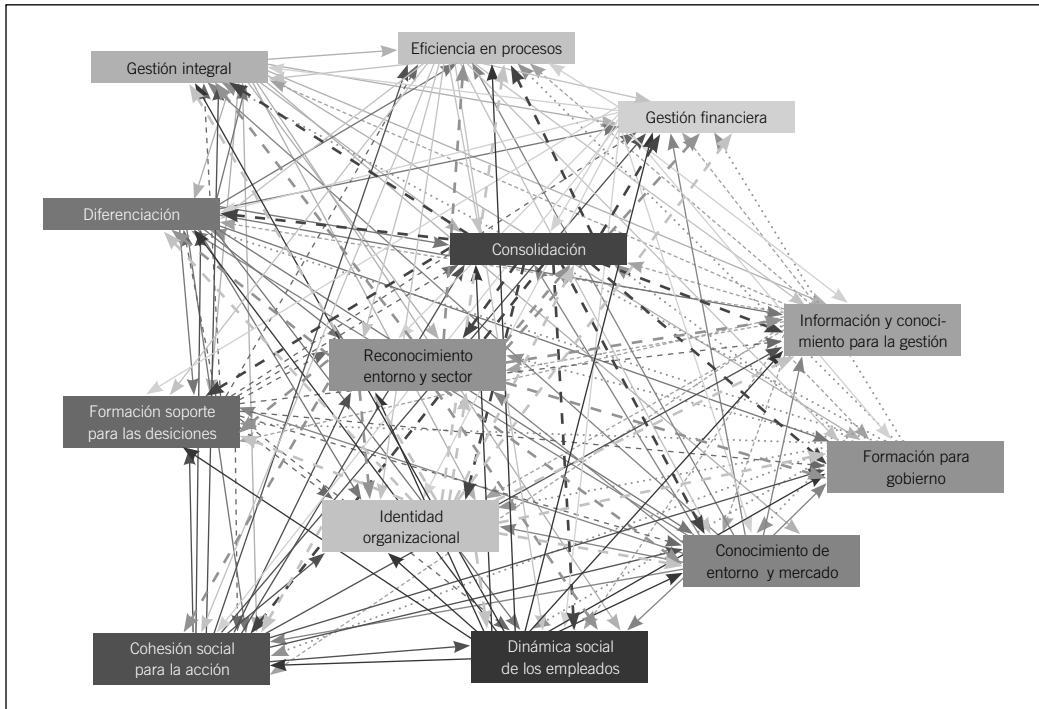 Eficiencia en procesos
Gestión integral
Gestión financiera
Diferenciación
Consolidación
Información y conoci-
miento para la gestión
Reconocimiento
entorno y sector
Formación soporte
para las desiciones
Formación para
gobierno
Identidad
organizacional
Conocimiento de
entorno y mercado
Cohesión social
para la acción
Dinámica social
de los empleados